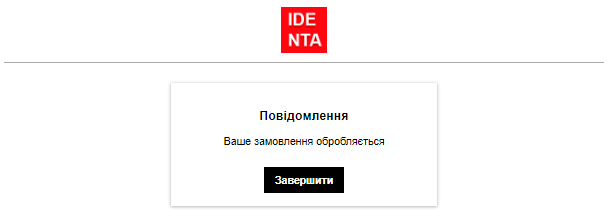 IDE
NTA
Повідомлення
Ваше замовлення обробляється
Завершити